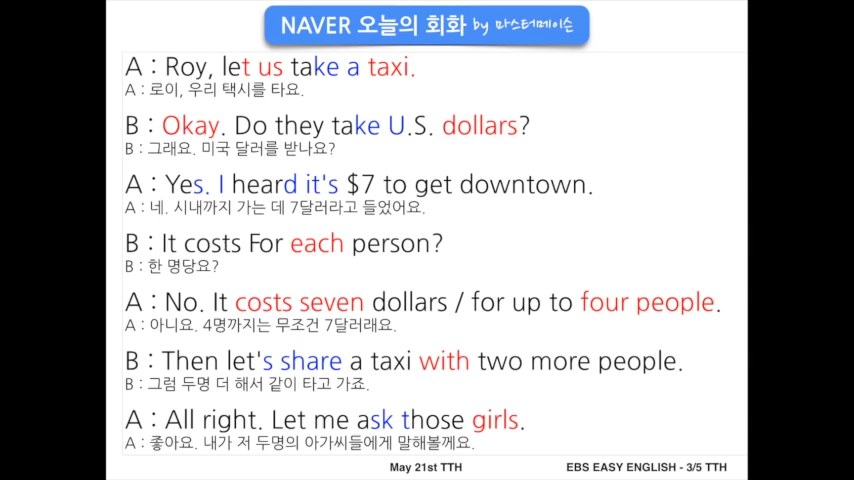 NAVER 오늘의 회화 by 마스터메이슨
A : Roy, let us take a taxi.
A : 로이, 우리 택시를 타요.
B : Okay. Do they take U.S. dollars?
B : 그래요. 미국 달러를 받나요?
A : Yes. I heard it's $7 to get downtown.
A : 네. 시내까지 가는 데 7달러라고 들었어요.
B : It costs For each person?
B : 한 명당요?
A : No. It costs seven dollars / for up to four people.
A : 아니요. 4명까지는 무조건 7달러래요.
B : Then let's share a taxi with two more people.
B : 그럼 두명 더 해서 같이 타고 가죠.
A : All right. Let me ask those girls.
A : 좋아요. 내가 저 두명의 아가씨들에게 말해볼께요.
May 21st TTH
EBS EASY ENGLISH - 3/5 TTH